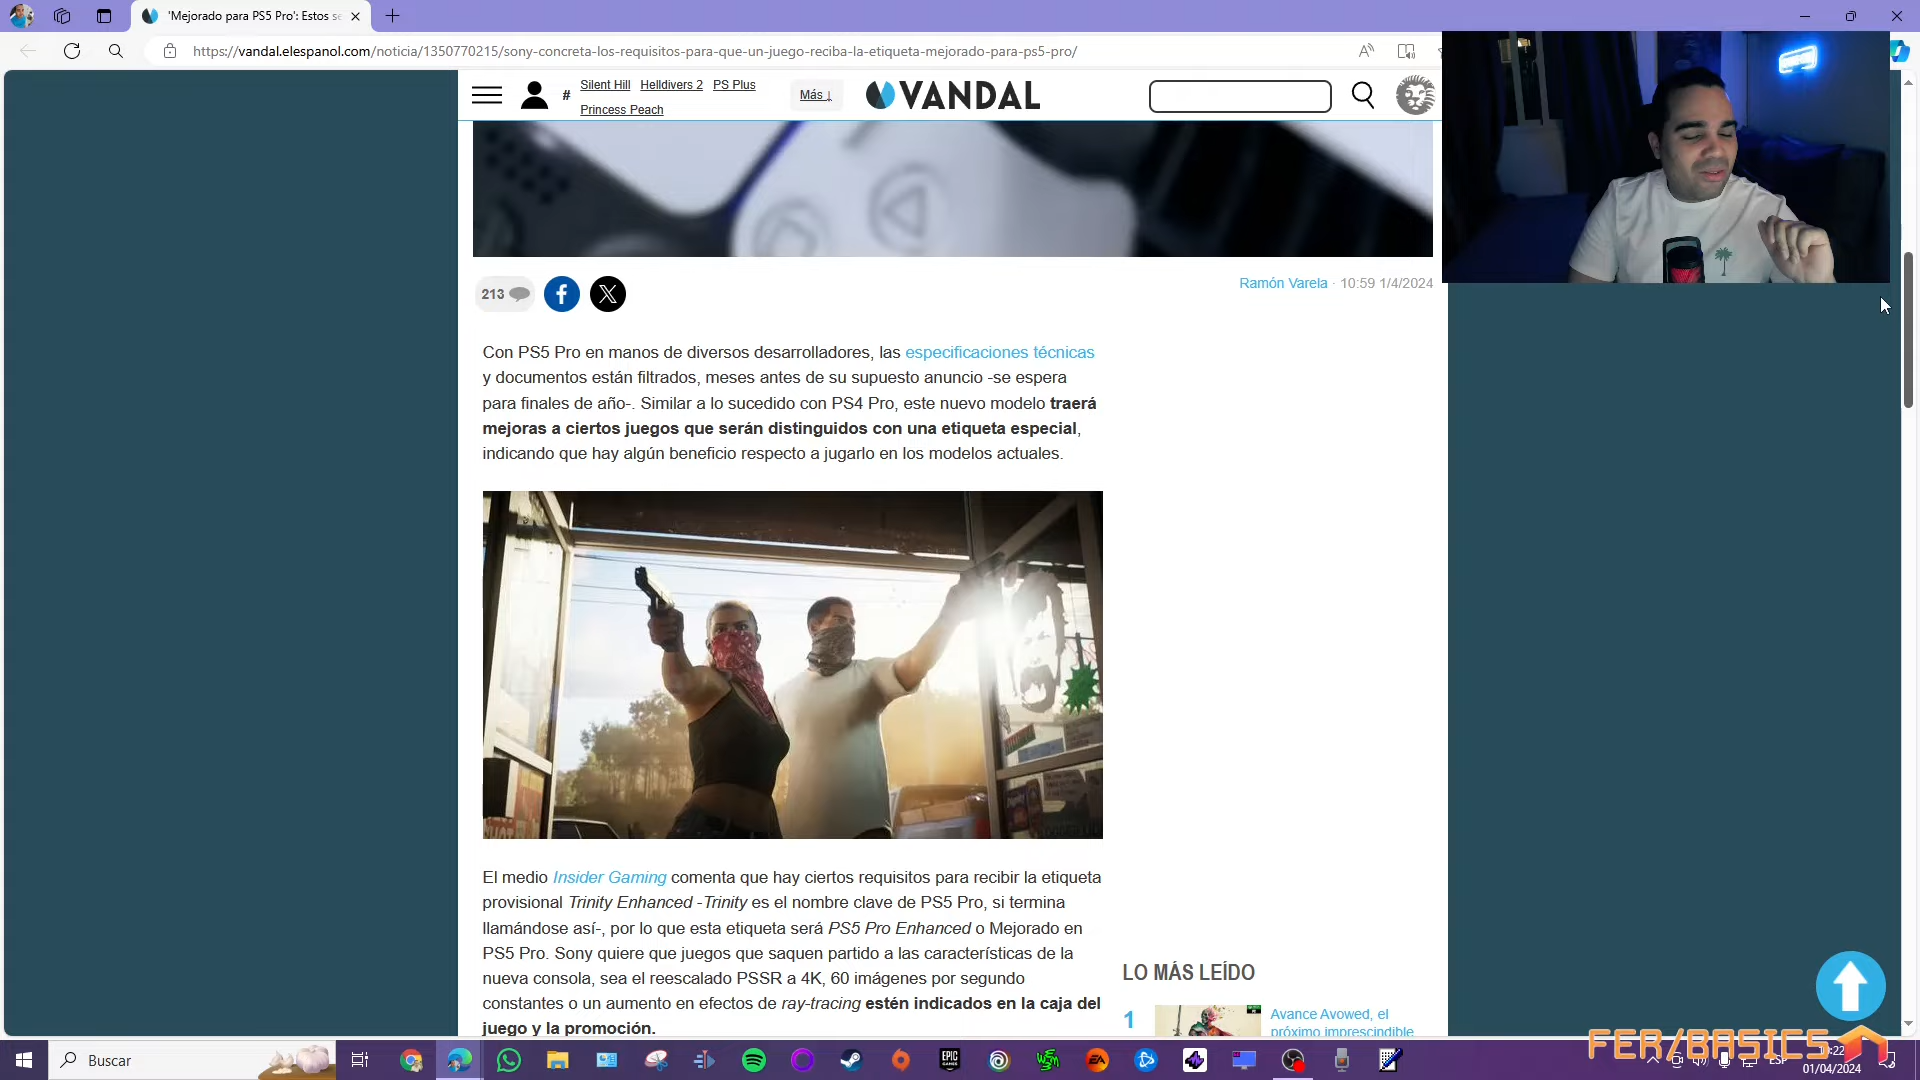 'Mejorado para PS5 Pro': Estos se
https://vandal.elespanol.com/noticia/1350770215/sony-concreta-los-requisitos-para-que-un-juego-reciba-la-etiqueta-mejorado-para-ps5-pro/
# Silent Hill Helldivers 2 PS Plus
Princess Peach
Más ↓
VANDAL
213
Ramón Varela · 10:59 1/4/2024
Con PS5 Pro en manos de diversos desarrolladores, las especificaciones técnicas
y documentos están filtrados, meses antes de su supuesto anuncio -se espera
para finales de año-. Similar a lo sucedido con PS4 Pro, este nuevo modelo traerá
mejoras a ciertos juegos que serán distinguidos con una etiqueta especial,
indicando que hay algún beneficio respecto a jugarlo en los modelos actuales.
El medio Insider Gaming comenta que hay ciertos requisitos para recibir la etiqueta
provisional Trinity Enhanced -Trinity es el nombre clave de PS5 Pro, si termina
llamándose así-, por lo que esta etiqueta será PS5 Pro Enhanced o Mejorado en
PS5 Pro. Sony quiere que juegos que saquen partido a las características de la
nueva consola, sea el reescalado PSSR a 4K, 60 imágenes por segundo
constantes o un aumento en efectos de ray-tracing estén indicados en la caja del
juego y la promoción.
LO MÁS LEÍDO
1
Avance Avowed, el
próximo imprescindible
Buscar
EPIC
GAMES
EA
FER/BASICS
ESP
01/04/2024